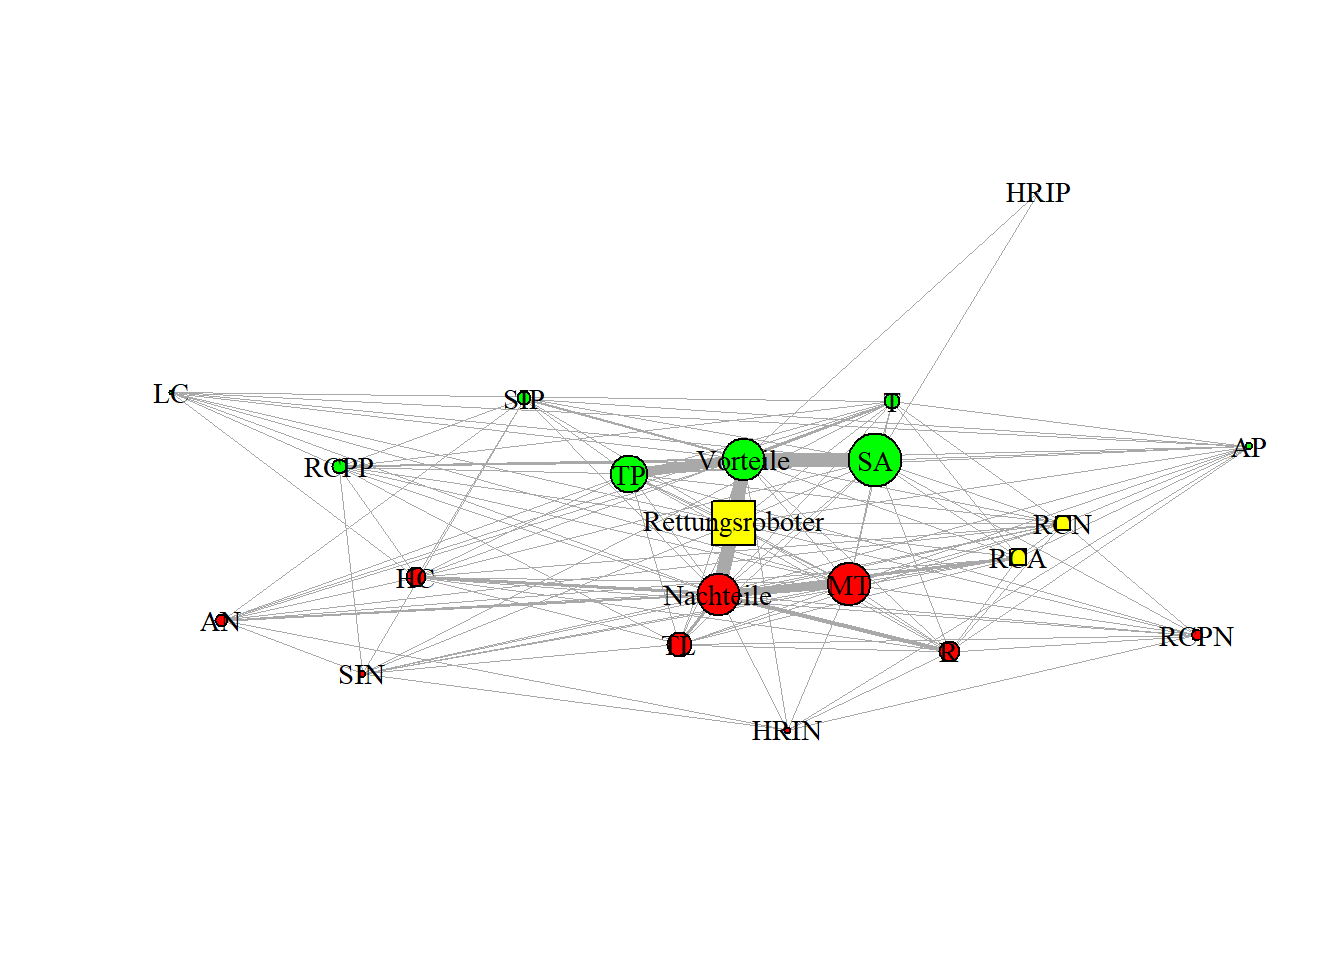 HRIP
LC
SIP
T
AP
RCPP
TP
Vorteile
SA
Rettungsroboter
RCN
RCA
HC
Nachteile
MT
AN
TL
R
RCPN
SIN
HRIN